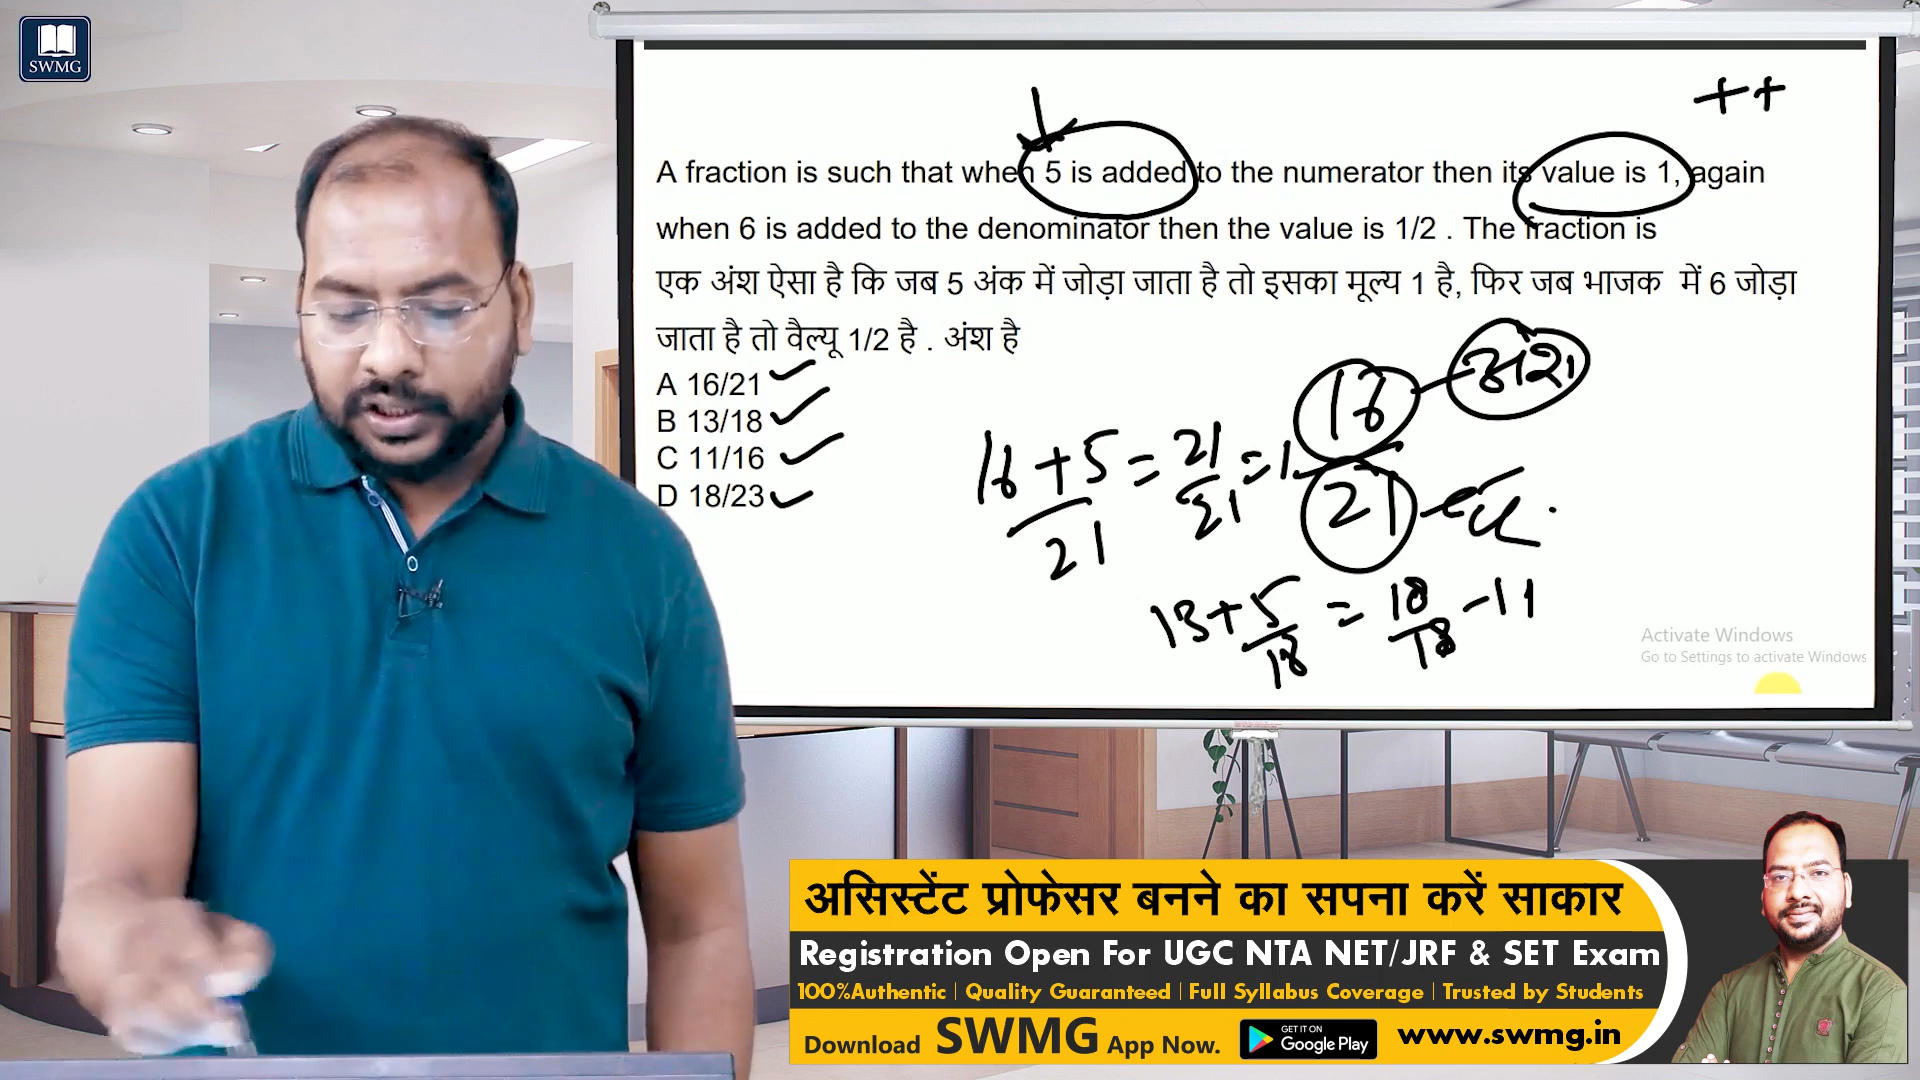 SWMG
++
A fraction is such that when 5 is added to the numerator then its value is 1, again
when 6 is added to the denominator then the value is 1/2 . The fraction is
एक अंश ऐसा है कि जब 5 अंक में जोड़ा जाता है तो इसका मूल्य 1 है, फिर जब भाजक में 6 जोड़ा
जाता है तो वैल्यू 1/2 है . अंश है
A 16/21
B 13/18
C 11/16
D 18/23
16 + 5 = 21 = 1
21 21
16 - अंश
21 - हर
13 + 5 = 18 - 11
18 18
Activate Windows
Go to Settings to activate Windows
असिस्टेंट प्रोफेसर बनने का सपना करें साकार
Registration Open For UGC NTA NET/JRF & SET Exam
100%Authentic | Quality Guaranteed | Full Syllabus Coverage | Trusted by Students
Download SWMG App Now. GET IT ON Google Play www.swmg.in